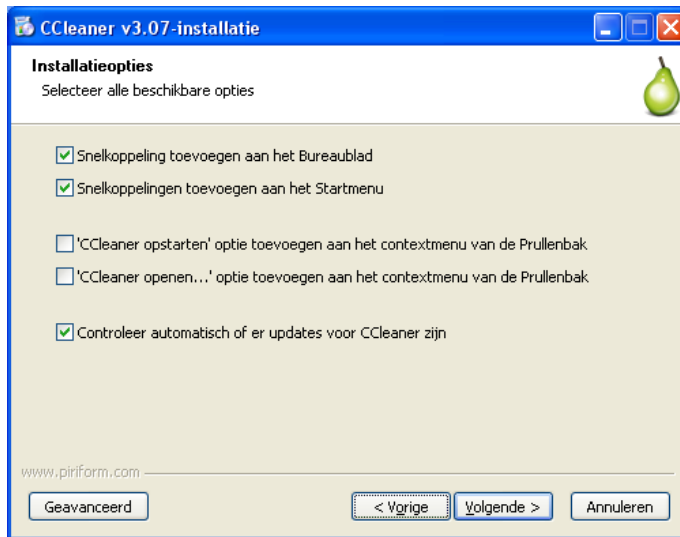 CCleaner v3.07-installatie
Installatieopties
Selecteer alle beschikbare opties
Snelkoppeling toevoegen aan het Bureaublad
Snelkoppelingen toevoegen aan het Startmenu
'CCleaner opstarten' optie toevoegen aan het contextmenu van de Prullenbak
'CCleaner openen...' optie toevoegen aan het contextmenu van de Prullenbak
Controleer automatisch of er updates voor CCleaner zijn
www.piriform.com
Geavanceerd < Vorige Volgende > Annuleren